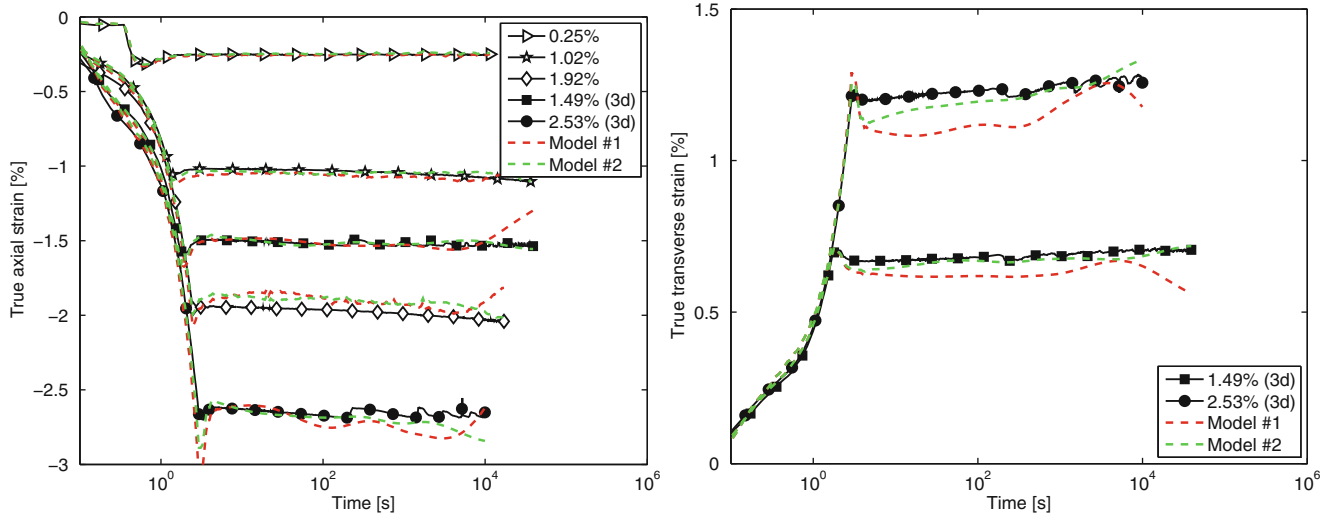 0
−0.5
−1
−1.5
−2
−2.5
−3
True axial strain [%]
10^0
10^2
10^4
10^6
Time [s]
0.25%
1.02%
1.92%
1.49% (3d)
2.53% (3d)
Model #1
Model #2
1.5
1
0.5
0
True transverse strain [%]
10^0
10^2
10^4
10^6
Time [s]
1.49% (3d)
2.53% (3d)
Model #1
Model #2